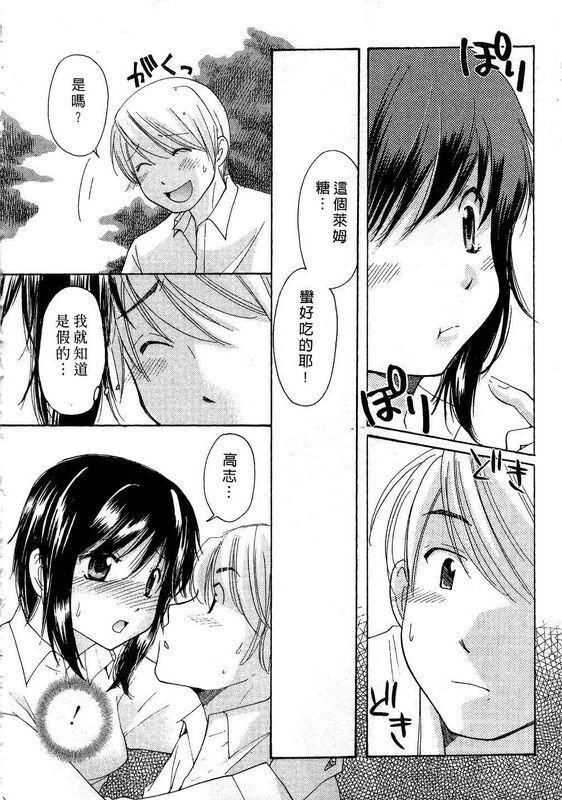 ぽり
ぽり
這個萊姆
糖…
蠻好吃的耶！
どき
どき
がくっ
是嗎？
我就知道
是假的…
高志…
！